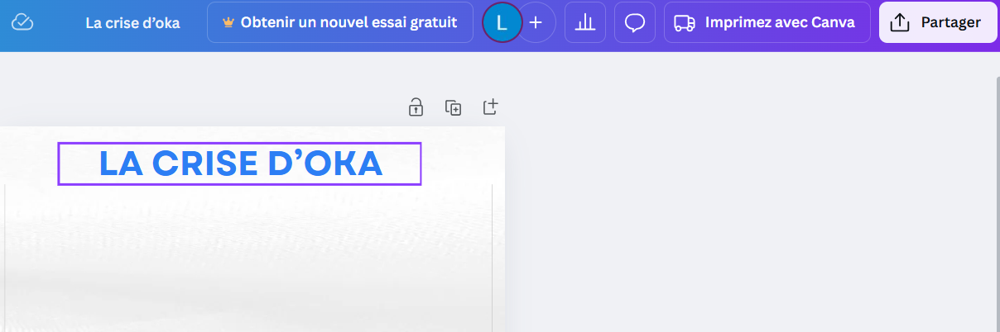 La crise d’oka
Obtenir un nouvel essai gratuit
L
Imprimez avec Canva
Partager
LA CRISE D’OKA